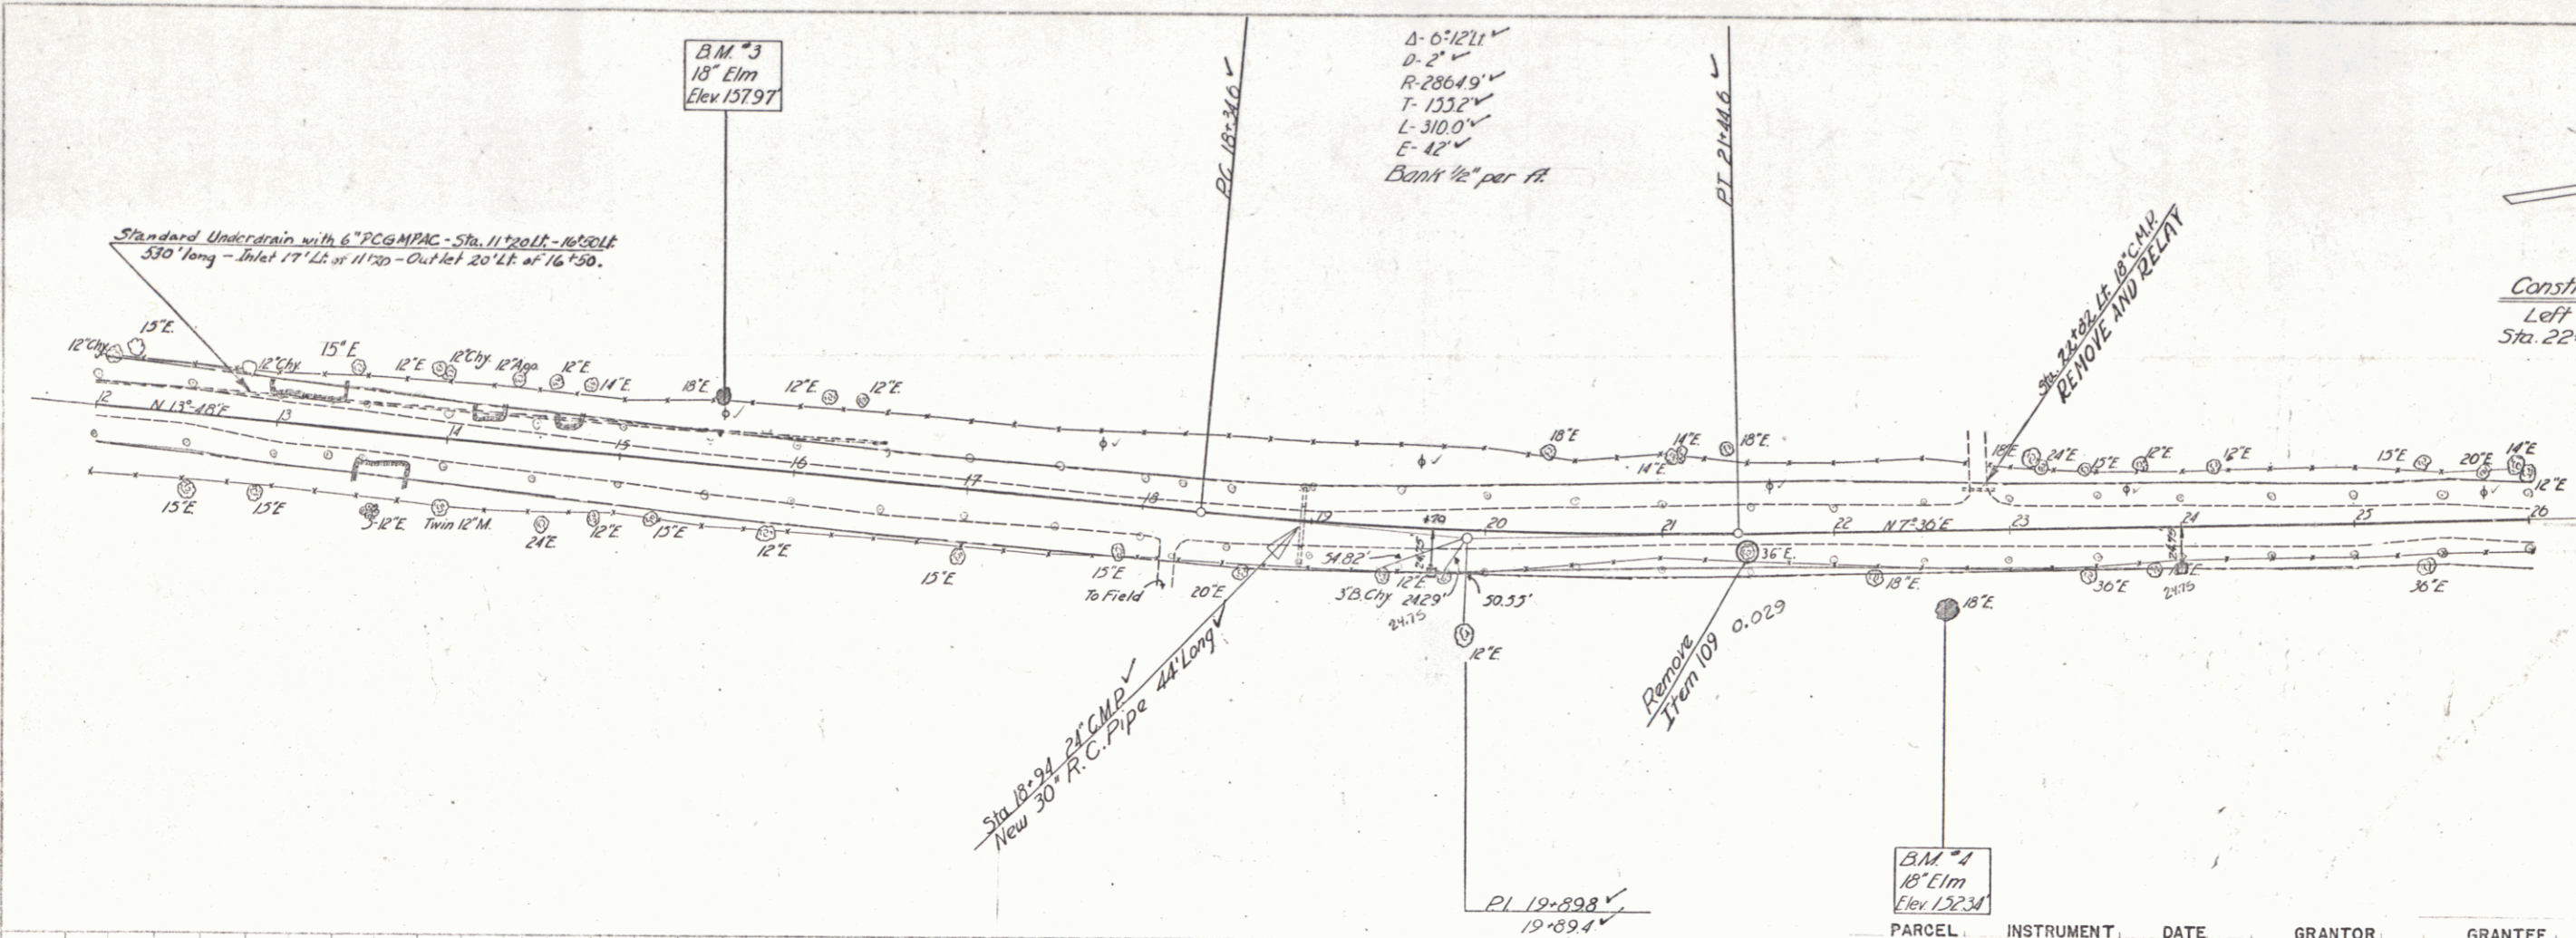 B.M. #3
18" Elm
Elev. 157.97'
Δ- 6°12' Lt. ✓
D- 2° ✓
R- 2864.9' ✓
T- 155.2' ✓
L- 310.0' ✓
E- 4.2' ✓
Bank 1/2" per ft.
P.C. 18+34.6 ✓
P.T. 21+44.6 ✓
Standard Underdrain with 6" PCGMPAC - Sta. 11+20 Lt. - 16+50 Lt.
530' long - Inlet 17' Lt. of 11+20 - Outlet 20' Lt. of 16+50.
Sta. 22+82 Lt. 18" C.M.P.
REMOVE AND RELAY
Const
Left
Sta. 22
12" Chy. 15" E. 12" Chy. 15" E. 12" E. 12" Chy. 12" App. 12" E. 14" E. 18" E. 12" E. 12" E.
18" E. 14" E. 14" E. 18" E. 18" E. 24" E. 15" E. 12" E. 12" E. 15" E. 20" E. 14" E. 12" E.
N 13°-48' E
12 13 14 15 16 17 18 19 20 21 22 23 24 25 26
N 7°-36' E
+70
24.75'
24.75'
15" E. 15" E. 3-12" E. Twin 12" M. 24" E. 12" E. 15" E. 12" E. 15" E. 15" E.
To Field
20" E.
54.82'
3" B. Chy.
12" E.
24.29'
24.75
50.55'
12" E.
36" E.
18" E.
18" E.
36" E.
24.75
36" E.
Remove
Item 109 0.029
Sta. 18+94 24" C.M.P. ✓
New 30" R.C. Pipe 44' Long ✓
P.I. 19+89.8 ✓
19+89.4 ✓
B.M. #4
18" Elm
Elev. 152.34'
PARCEL INSTRUMENT DATE GRANTOR GRANTEE